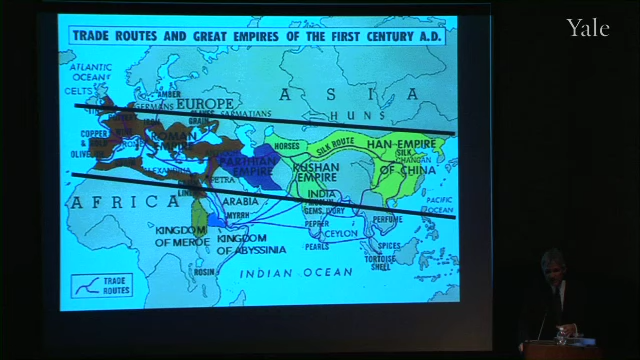 Yale
TRADE ROUTES AND GREAT EMPIRES OF THE FIRST CENTURY A.D.
ATLANTIC
OCEAN
CELTS
AMBER
GERMANS
EUROPE
SARMATIANS
GRAIN
ASIA
HUNS
COPPER
ROMAN
EMPIRE
PARTHIAN
EMPIRE
HORSES
SILK ROUTE
HAN EMPIRE
SILK
OF CHINA
KUSHAN
EMPIRE
INDIA
PETRA
AFRICA
ARABIA
MYRRH
GEMS, IVORY
PACIFIC
OCEAN
KINGDOM
OF MEROE
KINGDOM
OF ABYSSINIA
PEPPER
CEYLON
PEARLS
PERFUME
SPICES
TORTOISE
SHELL
INDIAN OCEAN
TRADE
ROUTES